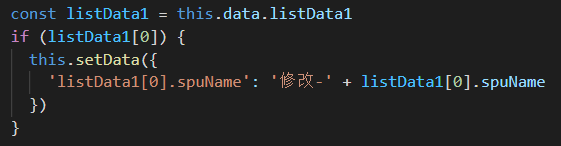 const listData1 = this.data.listData1
if (listData1[0]) {
  this.setData({
    'listData1[0].spuName': '修改-' + listData1[0].spuName
  })
}